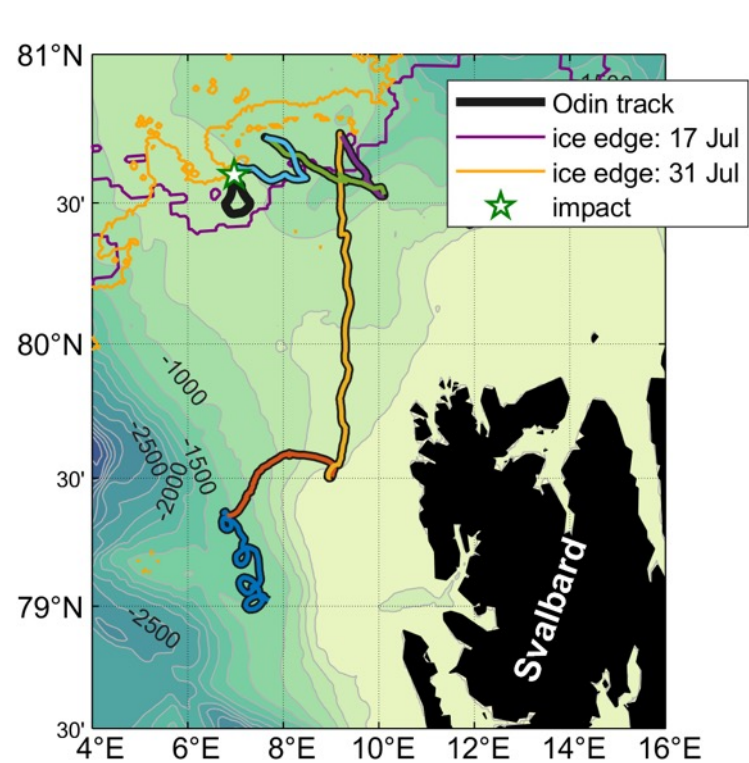 81°N
30'
80°N
30'
79°N
30'
4°E 6°E 8°E 10°E 12°E 14°E 16°E
Odin track
ice edge: 17 Jul
ice edge: 31 Jul
impact
-1000
-1500
-2500
-2000
-2500
Svalbard